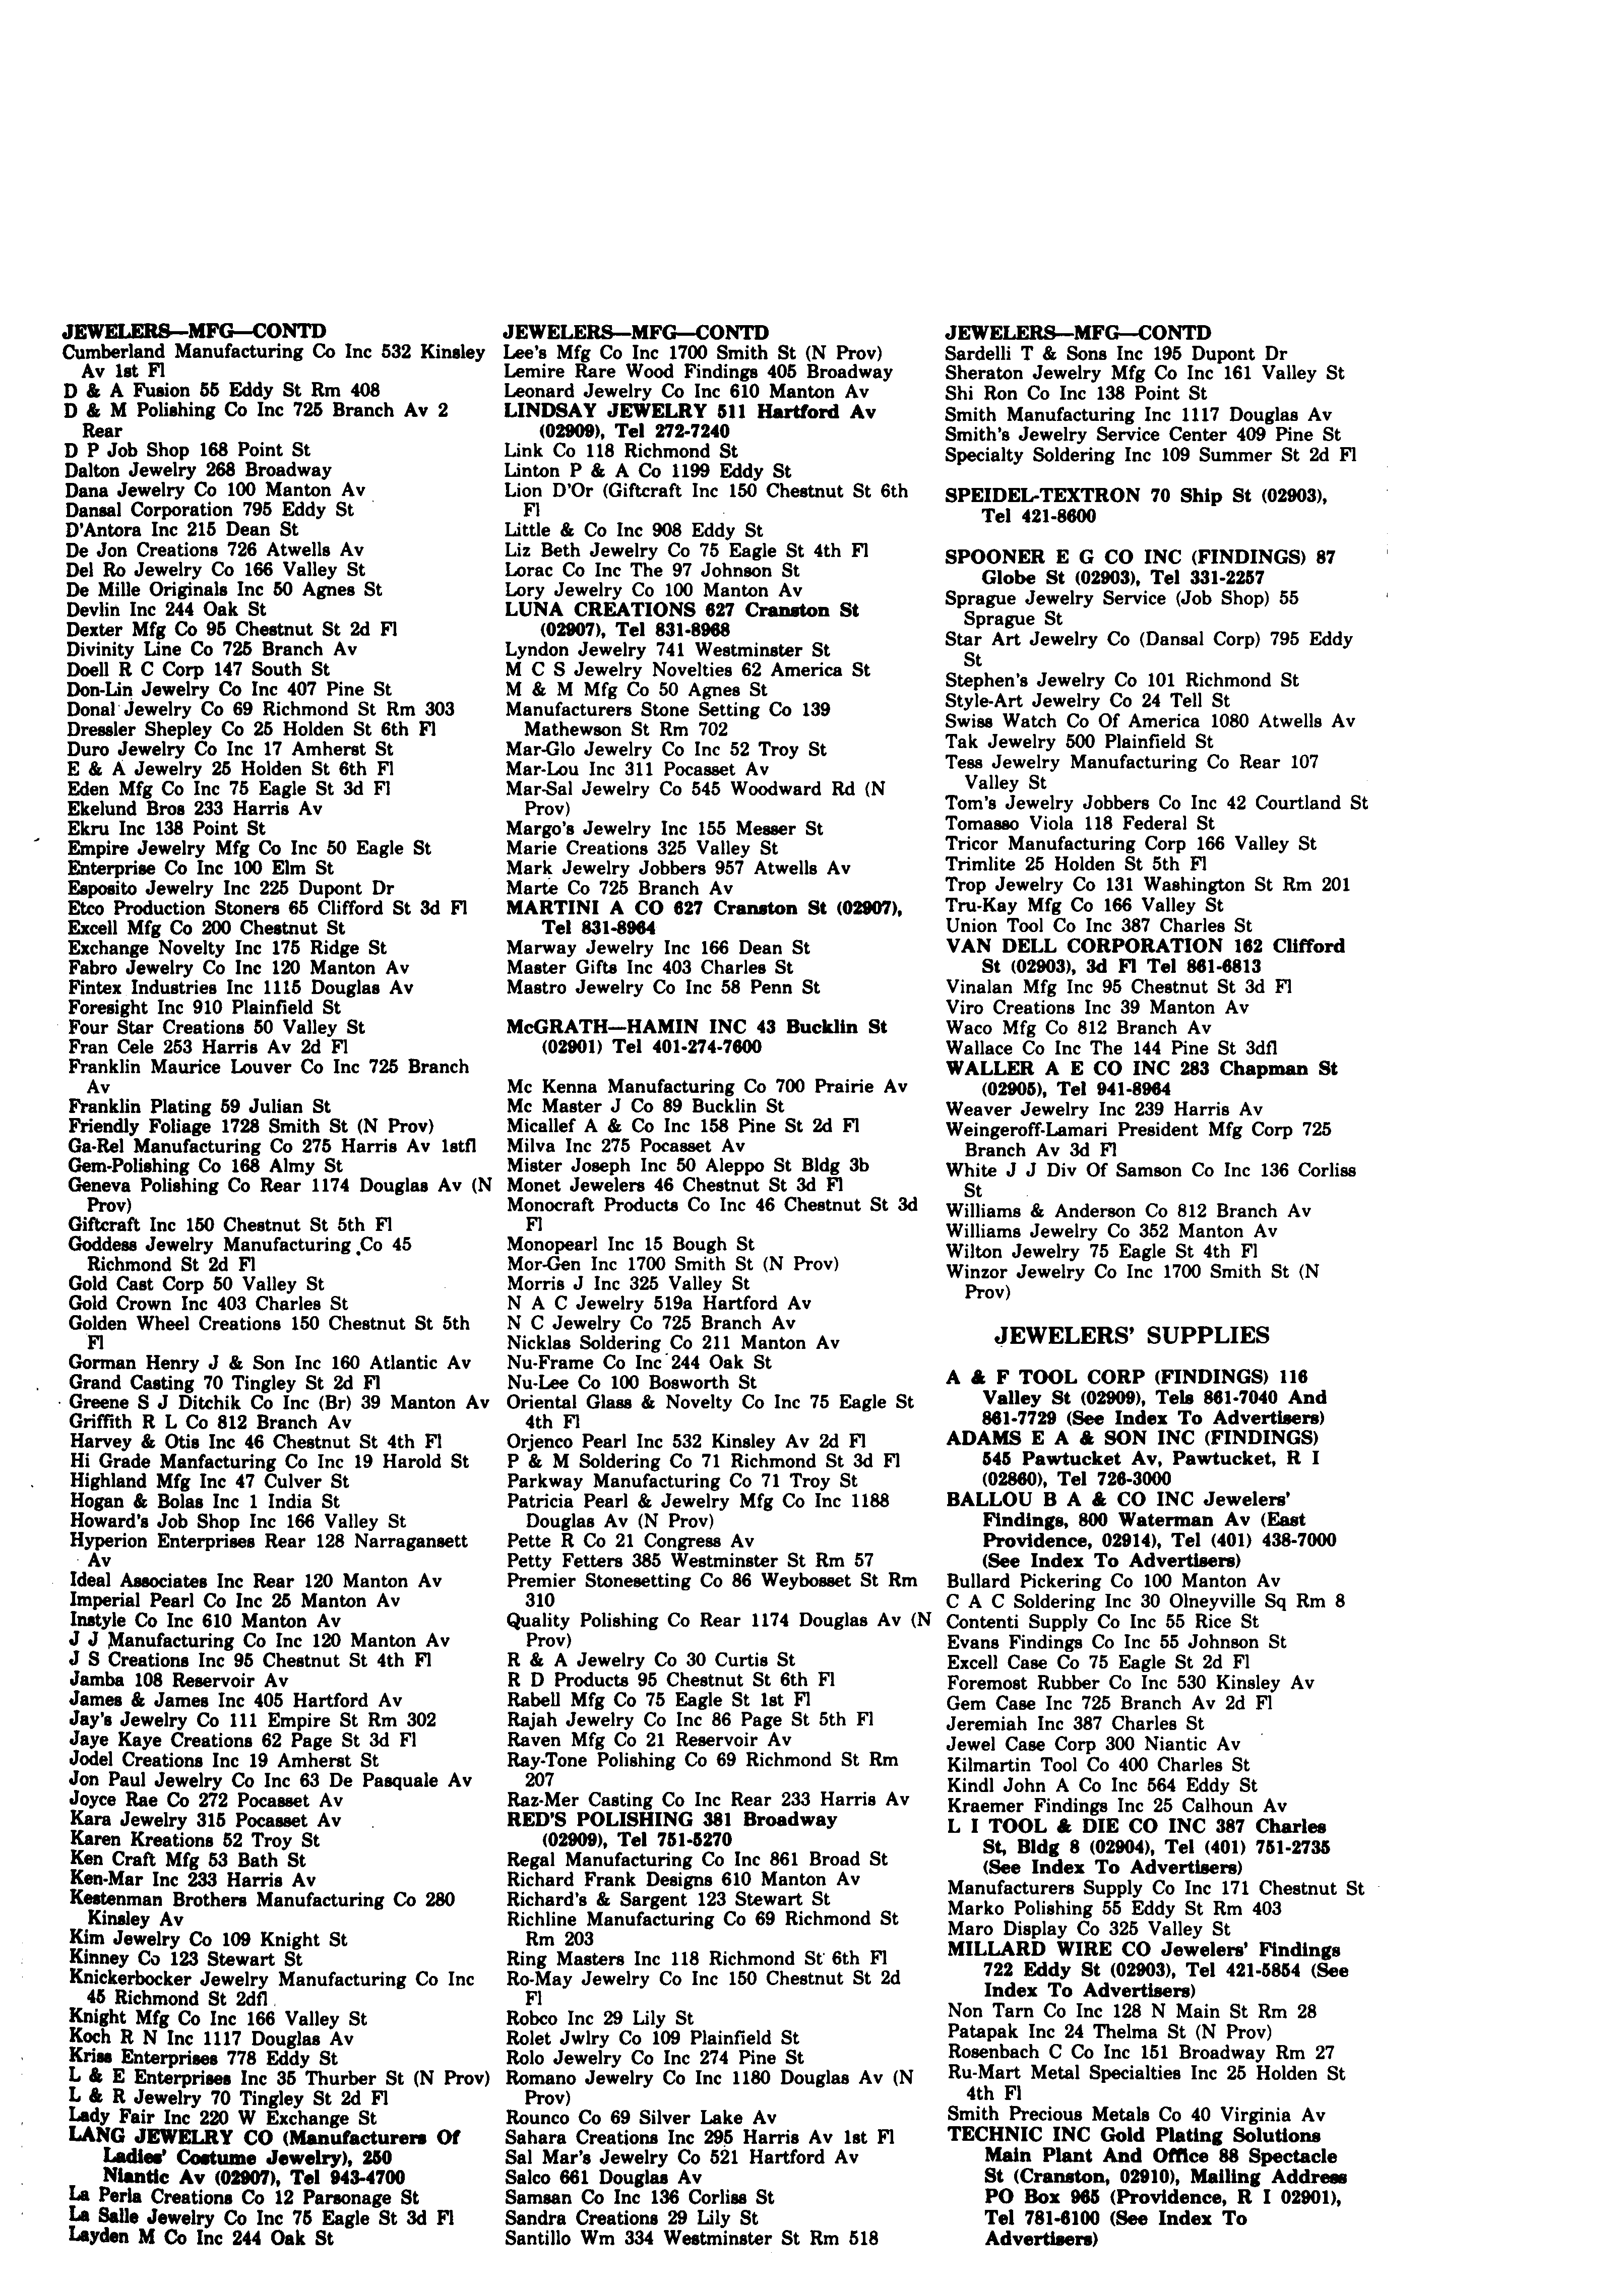 JEWELERS—MFG—CONTD
Cumberland Manufacturing Co Inc 532 Kinsley
Av 1st Fl
D & A Fusion 55 Eddy St Rm 408
D & M Polishing Co Inc 725 Branch Av 2
Rear
D P Job Shop 168 Point St
Dalton Jewelry 268 Broadway
Dana Jewelry Co 100 Manton Av
Dansal Corporation 795 Eddy St
D'Antora Inc 215 Dean St
De Jon Creations 726 Atwells Av
Del Ro Jewelry Co 166 Valley St
De Mille Originals Inc 50 Agnes St
Devlin Inc 244 Oak St
Dexter Mfg Co 95 Chestnut St 2d Fl
Divinity Line Co 725 Branch Av
Doell R C Corp 147 South St
Don-Lin Jewelry Co Inc 407 Pine St
Donal Jewelry Co 69 Richmond St Rm 303
Dressler Shepley Co 25 Holden St 6th Fl
Duro Jewelry Co Inc 17 Amherst St
E & A Jewelry 25 Holden St 6th Fl
Eden Mfg Co Inc 75 Eagle St 3d Fl
Ekelund Bros 233 Harris Av
Ekru Inc 138 Point St
Empire Jewelry Mfg Co Inc 50 Eagle St
Enterprise Co Inc 100 Elm St
Esposito Jewelry Inc 225 Dupont Dr
Etco Production Stoners 65 Clifford St 3d Fl
Excell Mfg Co 200 Chestnut St
Exchange Novelty Inc 175 Ridge St
Fabro Jewelry Co Inc 120 Manton Av
Fintex Industries Inc 1115 Douglas Av
Foresight Inc 910 Plainfield St
Four Star Creations 50 Valley St
Fran Cele 253 Harris Av 2d Fl
Franklin Maurice Louver Co Inc 725 Branch
Av
Franklin Plating 59 Julian St
Friendly Foliage 1728 Smith St (N Prov)
Ga-Rel Manufacturing Co 275 Harris Av 1stfl
Gem-Polishing Co 168 Almy St
Geneva Polishing Co Rear 1174 Douglas Av (N
Prov)
Giftcraft Inc 150 Chestnut St 5th Fl
Goddess Jewelry Manufacturing Co 45
Richmond St 2d Fl
Gold Cast Corp 50 Valley St
Gold Crown Inc 403 Charles St
Golden Wheel Creations 150 Chestnut St 5th
Fl
Gorman Henry J & Son Inc 160 Atlantic Av
Grand Casting 70 Tingley St 2d Fl
Greene S J Ditchik Co Inc (Br) 39 Manton Av
Griffith R L Co 812 Branch Av
Harvey & Otis Inc 46 Chestnut St 4th Fl
Hi Grade Manfacturing Co Inc 19 Harold St
Highland Mfg Inc 47 Culver St
Hogan & Bolas Inc 1 India St
Howard's Job Shop Inc 166 Valley St
Hyperion Enterprises Rear 128 Narragansett
Av
Ideal Associates Inc Rear 120 Manton Av
Imperial Pearl Co Inc 25 Manton Av
Instyle Co Inc 610 Manton Av
J J Manufacturing Co Inc 120 Manton Av
J S Creations Inc 95 Chestnut St 4th Fl
Jamba 108 Reservoir Av
James & James Inc 405 Hartford Av
Jay's Jewelry Co 111 Empire St Rm 302
Jaye Kaye Creations 62 Page St 3d Fl
Jodel Creations Inc 19 Amherst St
Jon Paul Jewelry Co Inc 63 De Pasquale Av
Joyce Rae Co 272 Pocasset Av
Kara Jewelry 315 Pocasset Av
Karen Kreations 52 Troy St
Ken Craft Mfg 53 Bath St
Ken-Mar Inc 233 Harris Av
Kestenman Brothers Manufacturing Co 280
Kinsley Av
Kim Jewelry Co 109 Knight St
Kinney Co 123 Stewart St
Knickerbocker Jewelry Manufacturing Co Inc
45 Richmond St 2dfl
Knight Mfg Co Inc 166 Valley St
Koch R N Inc 1117 Douglas Av
Kriss Enterprises 778 Eddy St
L & E Enterprises Inc 35 Thurber St (N Prov)
L & R Jewelry 70 Tingley St 2d Fl
Lady Fair Inc 220 W Exchange St
LANG JEWELRY CO (Manufacturers Of
Ladies' Costume Jewelry), 250
Niantic Av (02907), Tel 943-4700
La Perla Creations Co 12 Parsonage St
La Salle Jewelry Co Inc 75 Eagle St 3d Fl
Layden M Co Inc 244 Oak St
JEWELERS—MFG—CONTD
Lee's Mfg Co Inc 1700 Smith St (N Prov)
Lemire Rare Wood Findings 405 Broadway
Leonard Jewelry Co Inc 610 Manton Av
LINDSAY JEWELRY 511 Hartford Av
(02909), Tel 272-7240
Link Co 118 Richmond St
Linton P & A Co 1199 Eddy St
Lion D'Or (Giftcraft Inc 150 Chestnut St 6th
Fl
Little & Co Inc 908 Eddy St
Liz Beth Jewelry Co 75 Eagle St 4th Fl
Lorac Co Inc The 97 Johnson St
Lory Jewelry Co 100 Manton Av
LUNA CREATIONS 627 Cranston St
(02907), Tel 831-8968
Lyndon Jewelry 741 Westminster St
M C S Jewelry Novelties 62 America St
M & M Mfg Co 50 Agnes St
Manufacturers Stone Setting Co 139
Mathewson St Rm 702
Mar-Glo Jewelry Co Inc 52 Troy St
Mar-Lou Inc 311 Pocasset Av
Mar-Sal Jewelry Co 545 Woodward Rd (N
Prov)
Margo's Jewelry Inc 155 Messer St
Marie Creations 325 Valley St
Mark Jewelry Jobbers 957 Atwells Av
Marte Co 725 Branch Av
MARTINI A CO 627 Cranston St (02907),
Tel 831-8964
Marway Jewelry Inc 166 Dean St
Master Gifts Inc 403 Charles St
Mastro Jewelry Co Inc 58 Penn St
McGRATH—HAMIN INC 43 Bucklin St
(02901) Tel 401-274-7600
Mc Kenna Manufacturing Co 700 Prairie Av
Mc Master J Co 89 Bucklin St
Micallef A & Co Inc 158 Pine St 2d Fl
Milva Inc 275 Pocasset Av
Mister Joseph Inc 50 Aleppo St Bldg 3b
Monet Jewelers 46 Chestnut St 3d Fl
Monocraft Products Co Inc 46 Chestnut St 3d
Fl
Monopearl Inc 15 Bough St
Mor-Gen Inc 1700 Smith St (N Prov)
Morris J Inc 325 Valley St
N A C Jewelry 519a Hartford Av
N C Jewelry Co 725 Branch Av
Nicklas Soldering Co 211 Manton Av
Nu-Frame Co Inc 244 Oak St
Nu-Lee Co 100 Bosworth St
Oriental Glass & Novelty Co Inc 75 Eagle St
4th Fl
Orjenco Pearl Inc 532 Kinsley Av 2d Fl
P & M Soldering Co 71 Richmond St 3d Fl
Parkway Manufacturing Co 71 Troy St
Patricia Pearl & Jewelry Mfg Co Inc 1188
Douglas Av (N Prov)
Pette R Co 21 Congress Av
Petty Fetters 385 Westminster St Rm 57
Premier Stonesetting Co 86 Weybosset St Rm
310
Quality Polishing Co Rear 1174 Douglas Av (N
Prov)
R & A Jewelry Co 30 Curtis St
R D Products 95 Chestnut St 6th Fl
Rabell Mfg Co 75 Eagle St 1st Fl
Rajah Jewelry Co Inc 86 Page St 5th Fl
Raven Mfg Co 21 Reservoir Av
Ray-Tone Polishing Co 69 Richmond St Rm
207
Raz-Mer Casting Co Inc Rear 233 Harris Av
RED'S POLISHING 381 Broadway
(02909), Tel 751-5270
Regal Manufacturing Co Inc 861 Broad St
Richard Frank Designs 610 Manton Av
Richard's & Sargent 123 Stewart St
Richline Manufacturing Co 69 Richmond St
Rm 203
Ring Masters Inc 118 Richmond St 6th Fl
Ro-May Jewelry Co Inc 150 Chestnut St 2d
Fl
Robco Inc 29 Lily St
Rolet Jwlry Co 109 Plainfield St
Rolo Jewelry Co Inc 274 Pine St
Romano Jewelry Co Inc 1180 Douglas Av (N
Prov)
Rounco Co 69 Silver Lake Av
Sahara Creations Inc 295 Harris Av 1st Fl
Sal Mar's Jewelry Co 521 Hartford Av
Salco 661 Douglas Av
Samsan Co Inc 136 Corliss St
Sandra Creations 29 Lily St
Santillo Wm 334 Westminster St Rm 518
JEWELERS—MFG—CONTD
Sardelli T & Sons Inc 195 Dupont Dr
Sheraton Jewelry Mfg Co Inc 161 Valley St
Shi Ron Co Inc 138 Point St
Smith Manufacturing Inc 1117 Douglas Av
Smith's Jewelry Service Center 409 Pine St
Specialty Soldering Inc 109 Summer St 2d Fl
SPEIDEL-TEXTRON 70 Ship St (02903),
Tel 421-8600
SPOONER E G CO INC (FINDINGS) 87
Globe St (02903), Tel 331-2257
Sprague Jewelry Service (Job Shop) 55
Sprague St
Star Art Jewelry Co (Dansal Corp) 795 Eddy
St
Stephen's Jewelry Co 101 Richmond St
Style-Art Jewelry Co 24 Tell St
Swiss Watch Co Of America 1080 Atwells Av
Tak Jewelry 500 Plainfield St
Tess Jewelry Manufacturing Co Rear 107
Valley St
Tom's Jewelry Jobbers Co Inc 42 Courtland St
Tomasso Viola 118 Federal St
Tricor Manufacturing Corp 166 Valley St
Trimlite 25 Holden St 5th Fl
Trop Jewelry Co 131 Washington St Rm 201
Tru-Kay Mfg Co 166 Valley St
Union Tool Co Inc 387 Charles St
VAN DELL CORPORATION 162 Clifford
St (02903), 3d Fl Tel 861-6813
Vinalan Mfg Inc 95 Chestnut St 3d Fl
Viro Creations Inc 39 Manton Av
Waco Mfg Co 812 Branch Av
Wallace Co Inc The 144 Pine St 3dfl
WALLER A E CO INC 283 Chapman St
(02905), Tel 941-8964
Weaver Jewelry Inc 239 Harris Av
Weingeroff-Lamari President Mfg Corp 725
Branch Av 3d Fl
White J J Div Of Samson Co Inc 136 Corliss
St
Williams & Anderson Co 812 Branch Av
Williams Jewelry Co 352 Manton Av
Wilton Jewelry 75 Eagle St 4th Fl
Winzor Jewelry Co Inc 1700 Smith St (N
Prov)
JEWELERS' SUPPLIES
A & F TOOL CORP (FINDINGS) 116
Valley St (02909), Tels 861-7040 And
861-7729 (See Index To Advertisers)
ADAMS E A & SON INC (FINDINGS)
545 Pawtucket Av, Pawtucket, R I
(02860), Tel 726-3000
BALLOU B A & CO INC Jewelers'
Findings, 800 Waterman Av (East
Providence, 02914), Tel (401) 438-7000
(See Index To Advertisers)
Bullard Pickering Co 100 Manton Av
C A C Soldering Inc 30 Olneyville Sq Rm 8
Contenti Supply Co Inc 55 Rice St
Evans Findings Co Inc 55 Johnson St
Excell Case Co 75 Eagle St 2d Fl
Foremost Rubber Co Inc 530 Kinsley Av
Gem Case Inc 725 Branch Av 2d Fl
Jeremiah Inc 387 Charles St
Jewel Case Corp 300 Niantic Av
Kilmartin Tool Co 400 Charles St
Kindl John A Co Inc 564 Eddy St
Kraemer Findings Inc 25 Calhoun Av
L I TOOL & DIE CO INC 387 Charles
St, Bldg 8 (02904), Tel (401) 751-2735
(See Index To Advertisers)
Manufacturers Supply Co Inc 171 Chestnut St
Marko Polishing 55 Eddy St Rm 403
Maro Display Co 325 Valley St
MILLARD WIRE CO Jewelers' Findings
722 Eddy St (02903), Tel 421-5854 (See
Index To Advertisers)
Non Tarn Co Inc 128 N Main St Rm 28
Patapak Inc 24 Thelma St (N Prov)
Rosenbach C Co Inc 151 Broadway Rm 27
Ru-Mart Metal Specialties Inc 25 Holden St
4th Fl
Smith Precious Metals Co 40 Virginia Av
TECHNIC INC Gold Plating Solutions
Main Plant And Office 88 Spectacle
St (Cranston, 02910), Mailing Address
PO Box 965 (Providence, R I 02901),
Tel 781-6100 (See Index To
Advertisers)